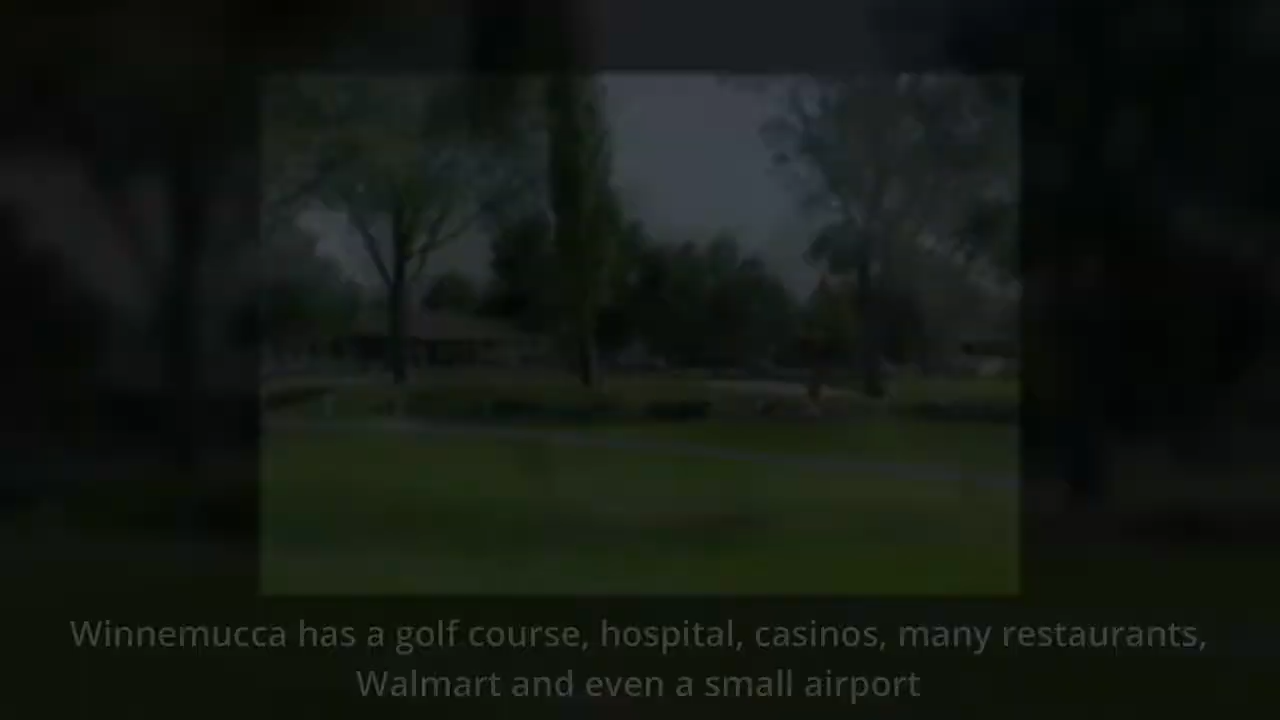 Winnemucca has a golf course, hospital, casinos, many restaurants,
Walmart and even a small airport